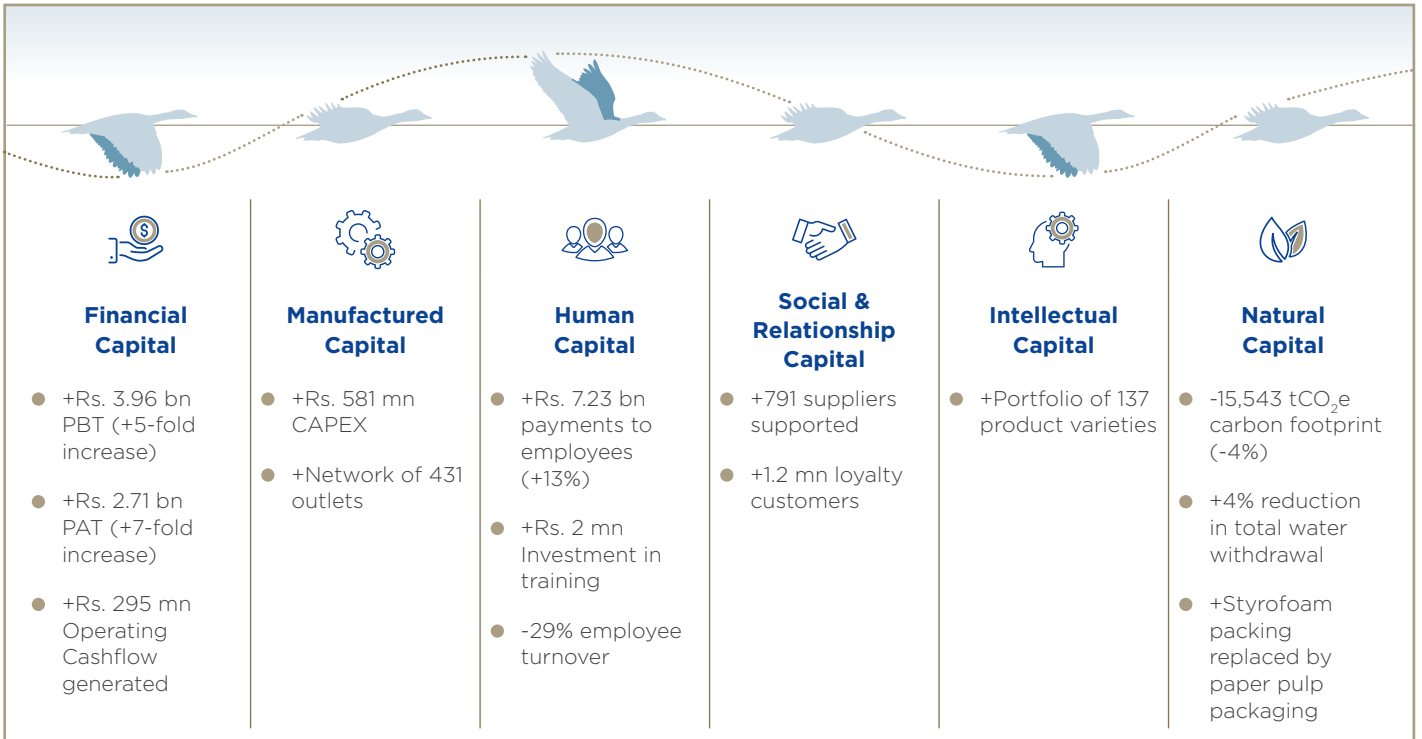 Financial
Capital
+Rs. 3.96 bn
PBT (+5-fold
increase)
+Rs. 2.71 bn
PAT (+7-fold
increase)
+Rs. 295 mn
Operating
Cashflow
generated
Manufactured
Capital
+Rs. 581 mn
CAPEX
+Network of 431
outlets
Human
Capital
+Rs. 7.23 bn
payments to
employees
(+13%)
+Rs. 2 mn
Investment in
training
-29% employee
turnover
Social &
Relationship
Capital
+791 suppliers
supported
+1.2 mn loyalty
customers
Intellectual
Capital
+Portfolio of 137
product varieties
Natural
Capital
-15,543 tCO₂e
carbon footprint
(-4%)
+4% reduction
in total water
withdrawal
+Styrofoam
packing
replaced by
paper pulp
packaging